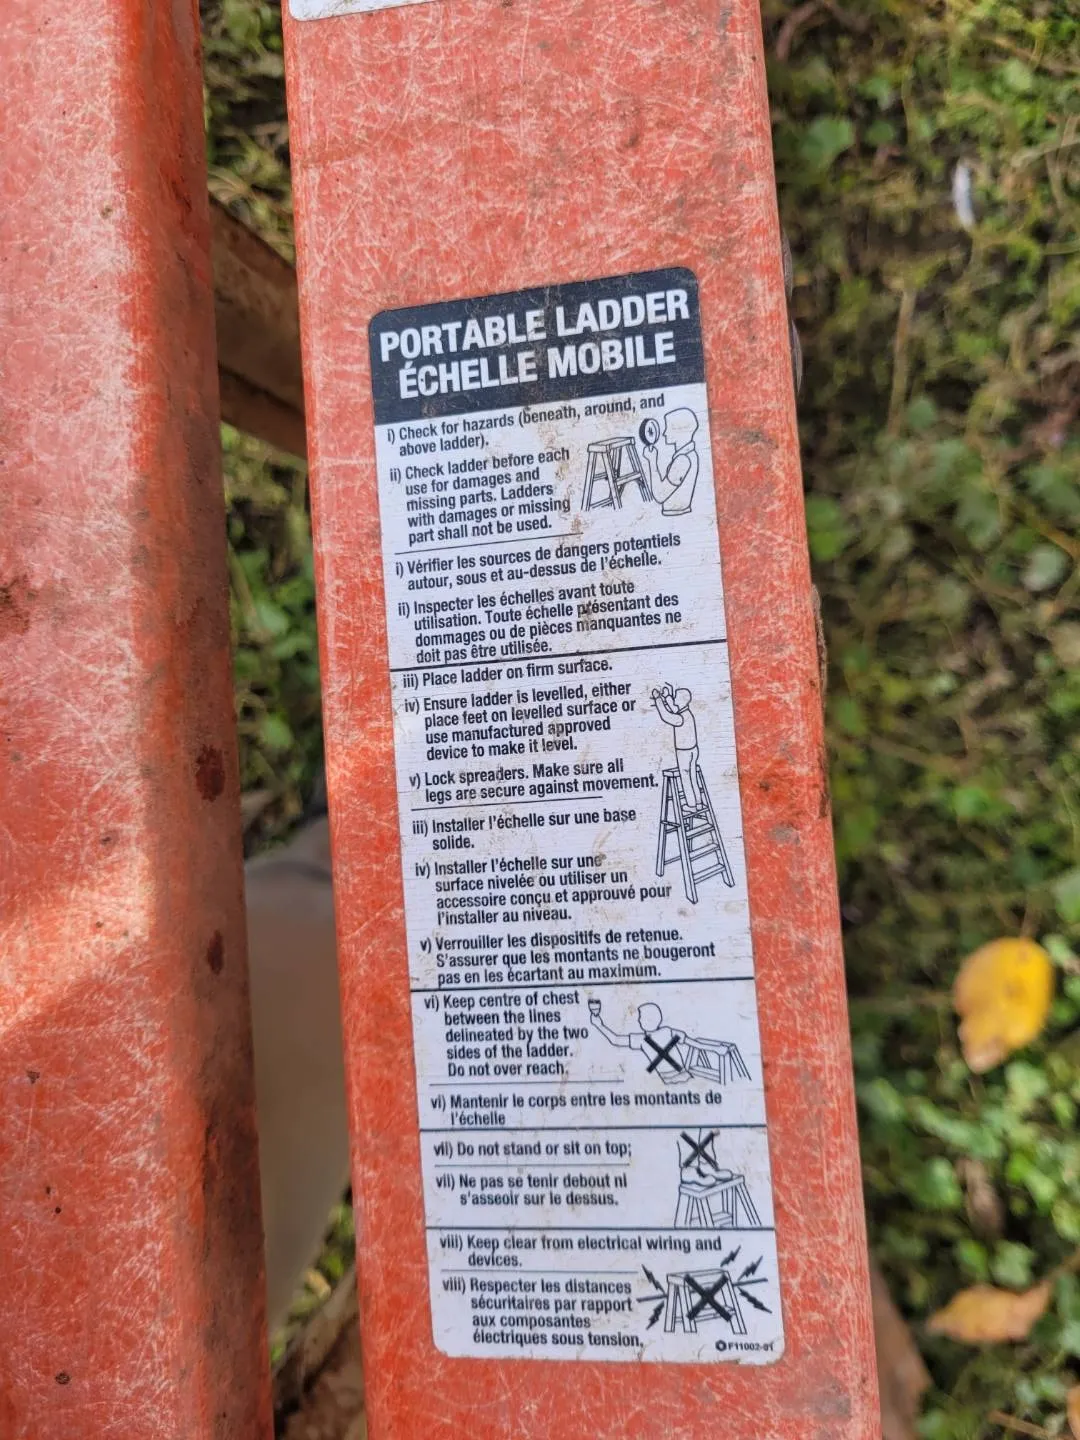 PORTABLE LADDER
ÉCHELLE MOBILE
i) Check for hazards (beneath, around, and
above ladder).
ii) Check ladder before each
use for damages and
missing parts. Ladders
with damages or missing
part shall not be used.
i) Vérifier les sources de dangers potentiels
autour, sous et au-dessus de l'échelle.
ii) Inspecter les échelles avant toute
utilisation. Toute échelle présentant des
dommages ou de pièces manquantes ne
doit pas être utilisée.
iii) Place ladder on firm surface.
iv) Ensure ladder is levelled, either
place feet on levelled surface or
use manufactured approved
device to make it level.
v) Lock spreaders. Make sure all
legs are secure against movement.
iii) Installer l'échelle sur une base
solide.
iv) Installer l'échelle sur une
surface nivelée ou utiliser un
accessoire conçu et approuvé pour
l'installer au niveau.
v) Verrouiller les dispositifs de retenue.
S'assurer que les montants ne bougeront
pas en les écartant au maximum.
vi) Keep centre of chest
between the lines
delineated by the two
sides of the ladder.
Do not over reach.
vi) Mantenir le corps entre les montants de
l'échelle
vii) Do not stand or sit on top;
vii) Ne pas se tenir debout ni
s'asseoir sur le dessus.
viii) Keep clear from electrical wiring and
devices.
viii) Respecter les distances
sécuritaires par rapport
aux composantes
électriques sous tension.
F11002-01